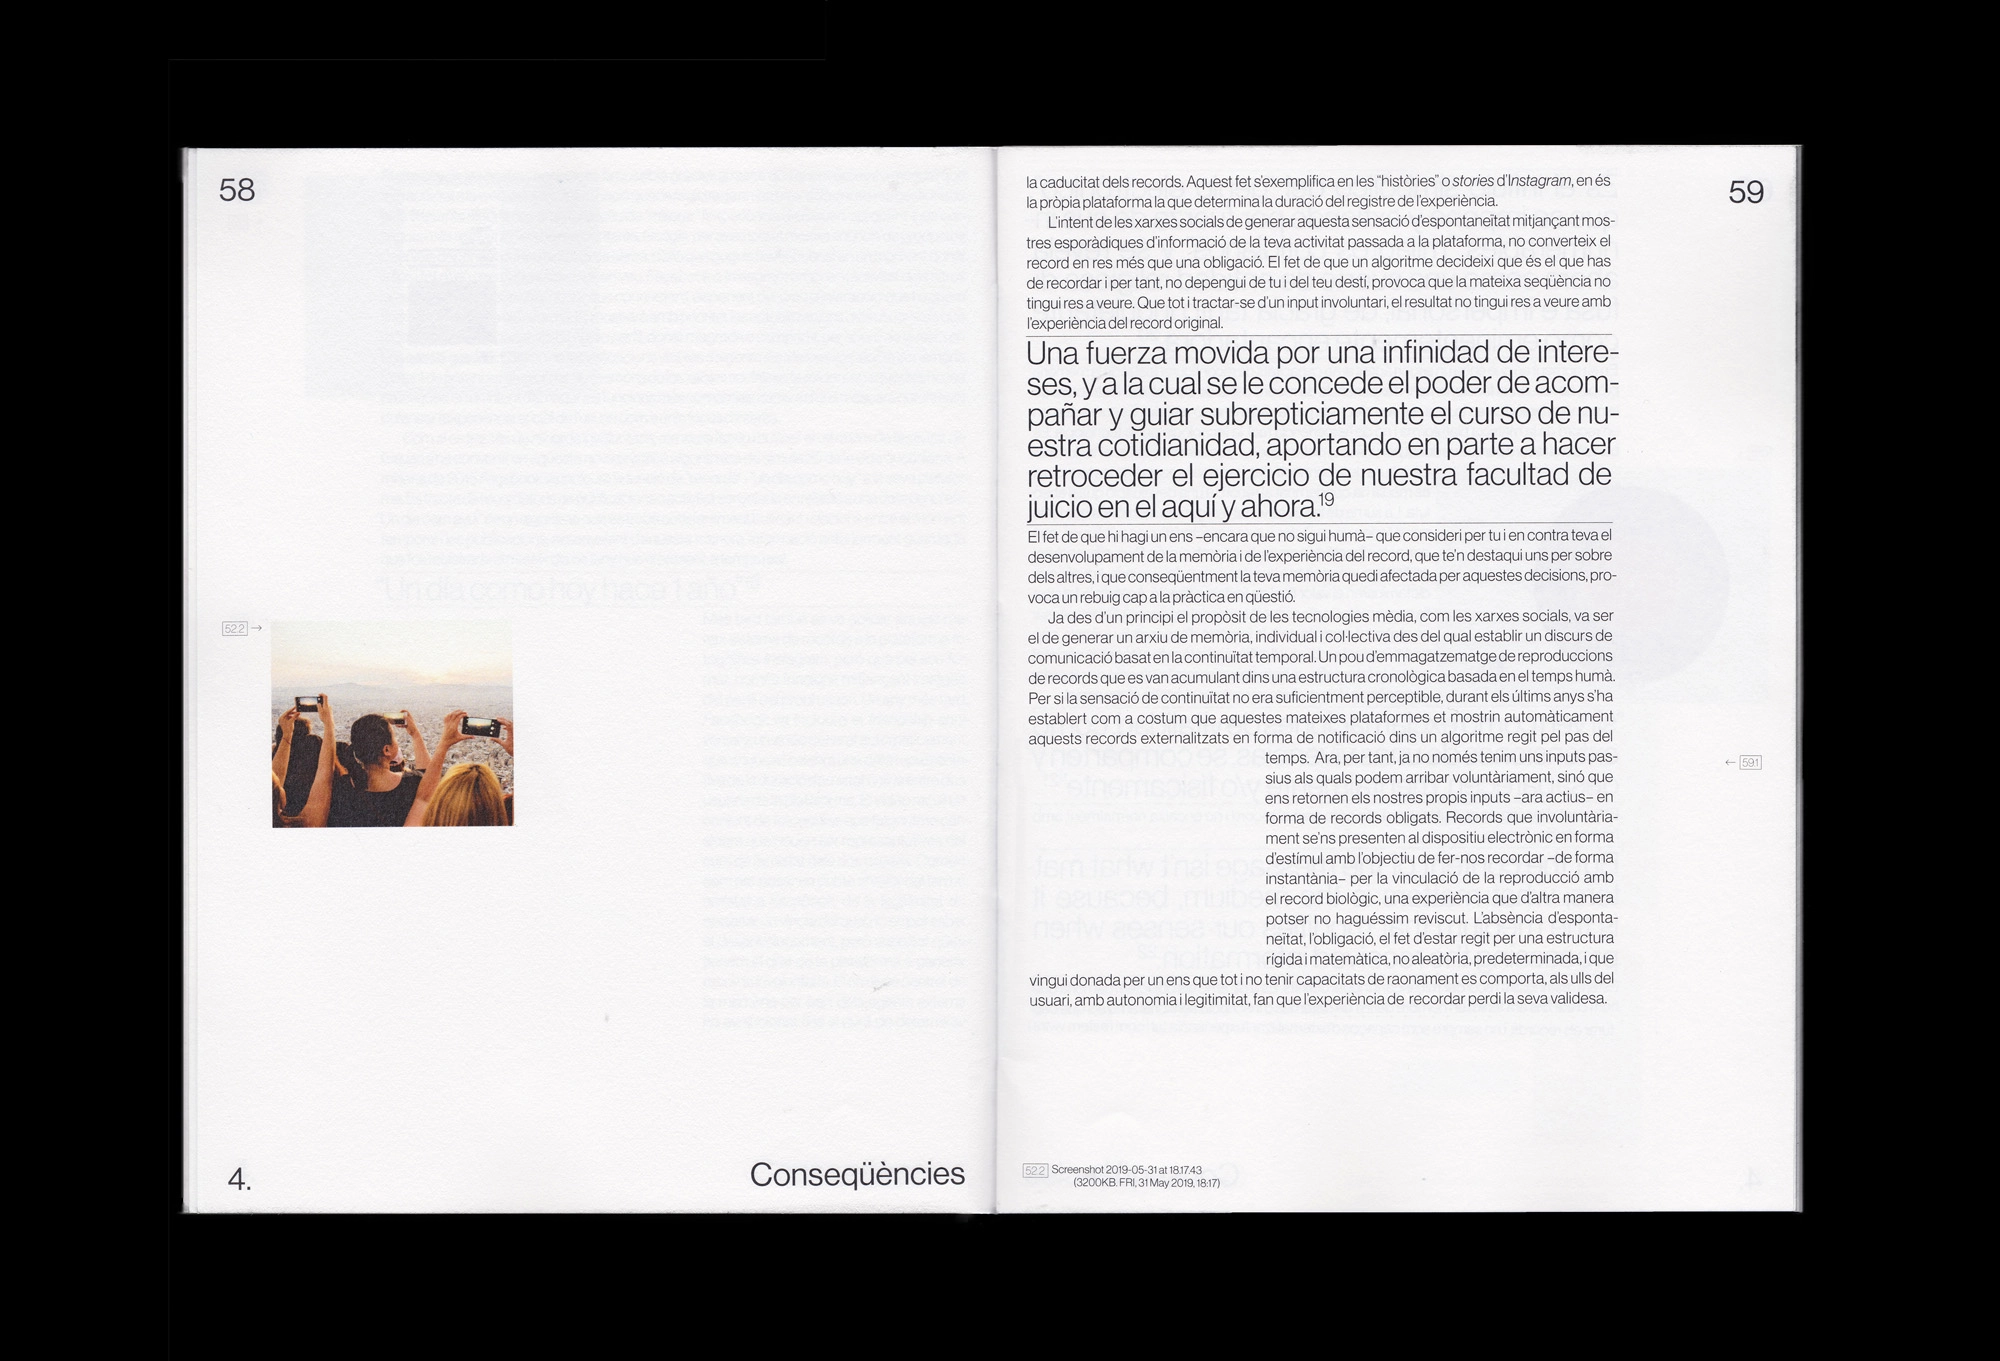 58
52.2 →
4.
Conseqüències
59
la caducitat dels records. Aquest fet s'exemplifica en les "històries" o stories d'Instagram, en és
la pròpia plataforma la que determina la duració del registre de l'experiència.
L'intent de les xarxes socials de generar aquesta sensació d'espontaneïtat mitjançant mos-
tres esporàdiques d'informació de la teva activitat passada a la plataforma, no converteix el
record en res més que una obligació. El fet de que un algoritme decideixi que és el que has
de recordar i per tant, no depengui de tu i del teu destí, provoca que la mateixa seqüència no
tingui res a veure. Que tot i tractar-se d'un input involuntari, el resultat no tingui res a veure amb
l'experiència del record original.
Una fuerza movida por una infinidad de intere-
ses, y a la cual se le concede el poder de acom-
pañar y guiar subrepticiamente el curso de nu-
estra cotidianidad, aportando en parte a hacer
retroceder el ejercicio de nuestra facultad de
juicio en el aquí y ahora.19
El fet de que hi hagi un ens –encara que no sigui humà– que consideri per tu i en contra teva el
desenvolupament de la memòria i de l'experiència del record, que te'n destaqui uns per sobre
dels altres, i que conseqüentment la teva memòria quedi afectada per aquestes decisions, pro-
voca un rebuig cap a la pràctica en qüestió.
Ja des d'un principi el propòsit de les tecnologies mèdia, com les xarxes socials, va ser
el de generar un arxiu de memòria, individual i col·lectiva des del qual establir un discurs de
comunicació basat en la continuïtat temporal. Un pou d'emmagatzematge de reproduccions
de records que es van acumulant dins una estructura cronològica basada en el temps humà.
Per si la sensació de continuïtat no era suficientment perceptible, durant els últims anys s'ha
establert com a costum que aquestes mateixes plataformes et mostrin automàticament
aquests records externalitzats en forma de notificació dins un algoritme regit pel pas del
temps. Ara, per tant, ja no només tenim uns inputs pas-
sius als quals podem arribar voluntàriament, sinó que
ens retornen els nostres propis inputs –ara actius– en
forma de records obligats. Records que involuntària-
ment se'ns presenten al dispositiu electrònic en forma
d'estímul amb l'objectiu de fer-nos recordar –de forma
instantània– per la vinculació de la reproducció amb
el record biològic, una experiència que d'altra manera
potser no haguéssim reviscut. L'absència d'esponta-
neïtat, l'obligació, el fet d'estar regit per una estructura
rígida i matemàtica, no aleatòria, predeterminada, i que
vingui donada per un ens que tot i no tenir capacitats de raonament es comporta, als ulls del
usuari, amb autonomia i legitimitat, fan que l'experiència de recordar perdi la seva validesa.
← 59.1
52.2 Screenshot 2019-05-31 at 18.17.43
(3200KB. FRI, 31 May 2019, 18:17)